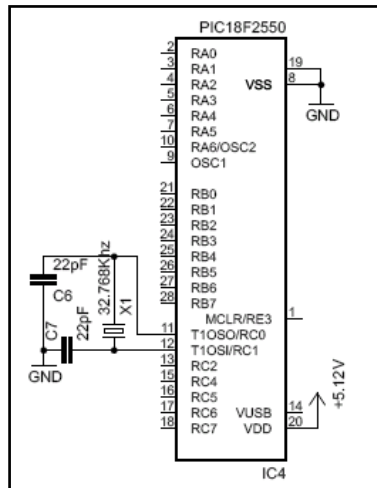 PIC18F2550
2 RA0
3 RA1 19
4 RA2 VSS 8
5 RA3
6 RA4 GND
7 RA5
10 RA6/OSC2
9 OSC1
21 RB0
22 RB1
23 RB2
24 RB3
25 RB4
26 RB5
27 RB6
28 RB7
22pF
C6
32.768Khz
X1
MCLR/RE3 1
11 T1OSO/RC0
C7
22pF
12 T1OSI/RC1
GND
13 RC2
15 RC4
16 RC5
17 RC6 VUSB 14
18 RC7 VDD 20
+5.12V
IC4